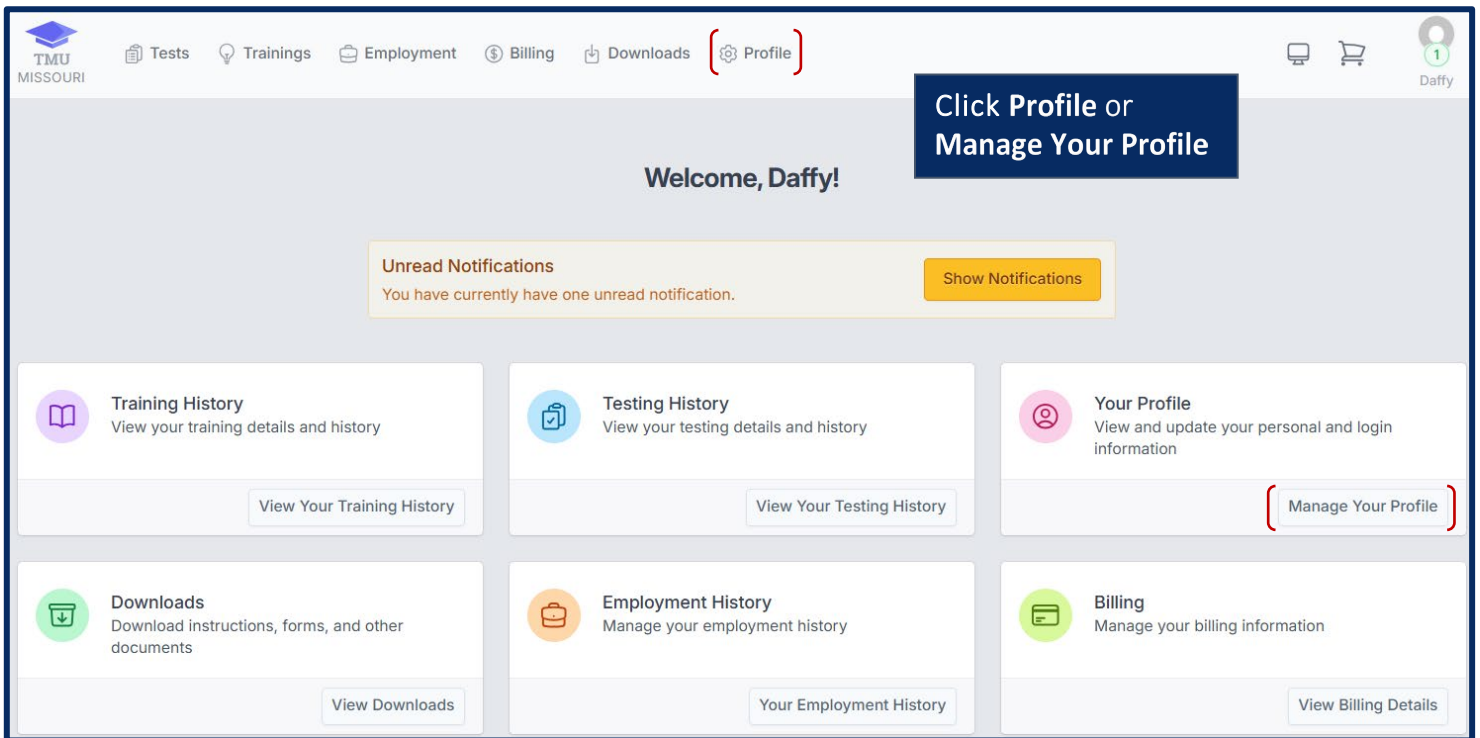 TMU
MISSOURI
Tests
Trainings
Employment
Billing
Downloads
Profile
1
Daffy
Click Profile or
Manage Your Profile
Welcome, Daffy!
Unread Notifications
You have currently have one unread notification.
Show Notifications
Training History
View your training details and history
View Your Training History
Testing History
View your testing details and history
View Your Testing History
Your Profile
View and update your personal and login
information
Manage Your Profile
Downloads
Download instructions, forms, and other
documents
View Downloads
Employment History
Manage your employment history
Your Employment History
Billing
Manage your billing information
View Billing Details